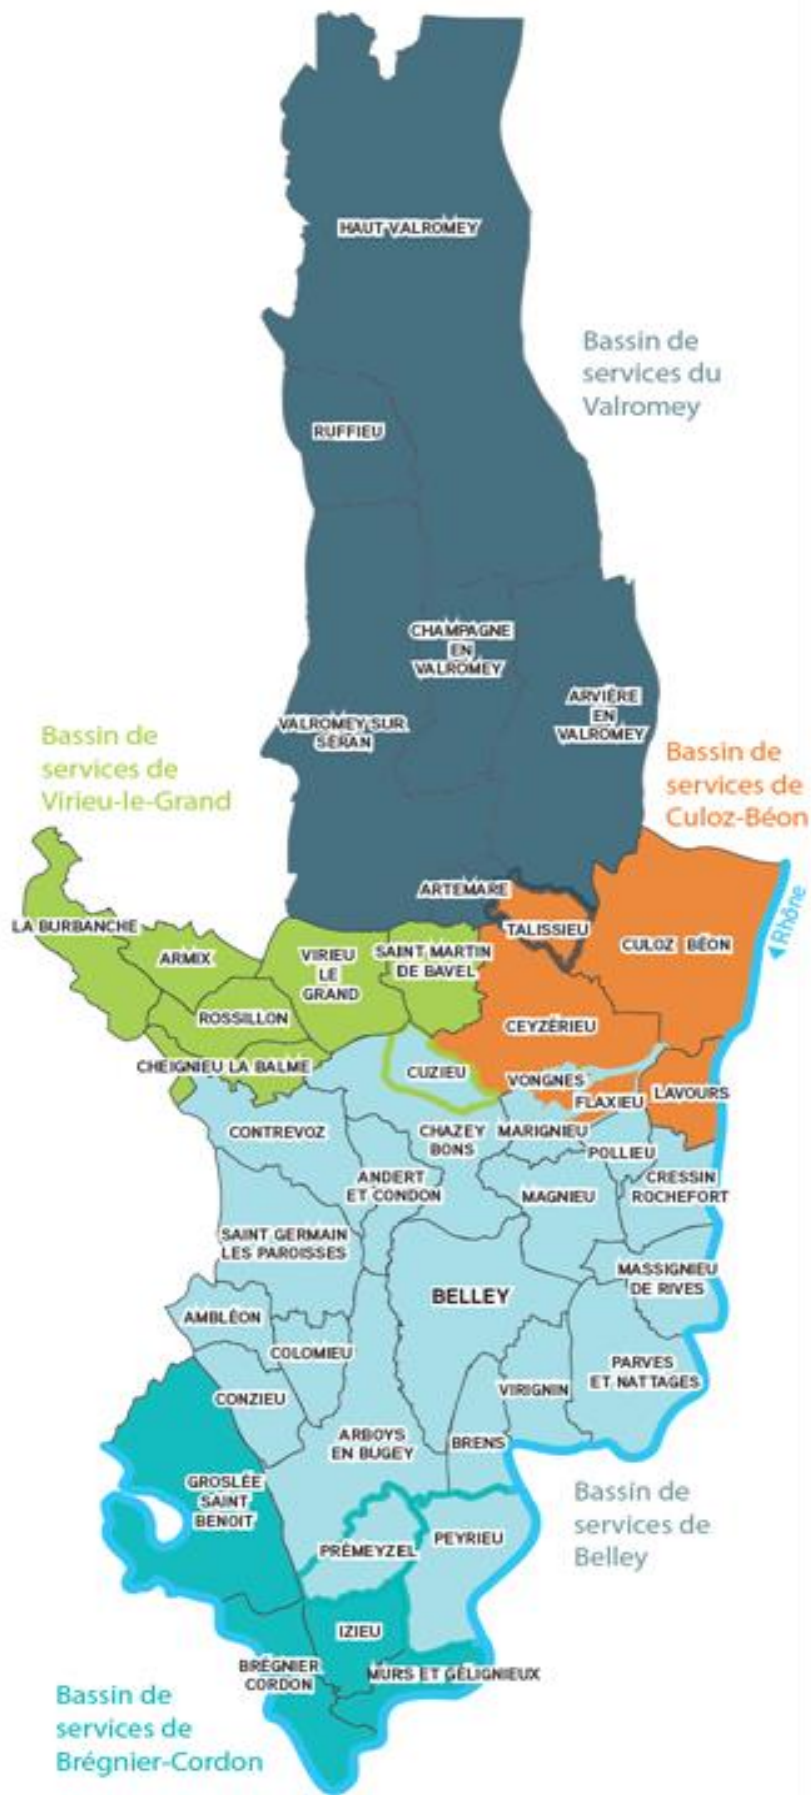 HAUT VALROMEY
Bassin de
services du
Valromey
RUFFIEU
CHAMPAGNE
EN
VALROMEY
ARVIÈRE
EN
VALROMEY
VALROMEY SUR
SÉRAN
Bassin de
services de
Virieu-le-Grand
Bassin de
services de
Culoz-Béon
ARTEMARE
Rhône
LA BURBANCHE
ARMIX
VIRIEU
LE
GRAND
SAINT MARTIN
DE BAVEL
TALISSIEU
CULOZ BÉON
ROSSILLON
CEYZÉRIEU
CHEIGNIEU LA BALME
CUZIEU
VONGNES
FLAXIEU
LAVOURS
CONTREVOZ
CHAZEY
BONS
MARIGNIEU
POLLIEU
ANDERT
ET CONDON
MAGNIEU
CRESSIN
ROCHEFORT
SAINT GERMAIN
LES PAROISSES
MASSIGNIEU
DE RIVES
BELLEY
AMBLÉON
COLOMIEU
PARVES
ET NATTAGES
CONZIEU
VIRIGNIN
ARBOYS
EN BUGEY
BRENS
GROSLÉE
SAINT
BENOIT
Bassin de
services de
Belley
PRÉMEYZEL
PEYRIEU
IZIEU
BRÉGNIER
CORDON
MURS ET GÉLIGNIEUX
Bassin de
services de
Brégnier-Cordon